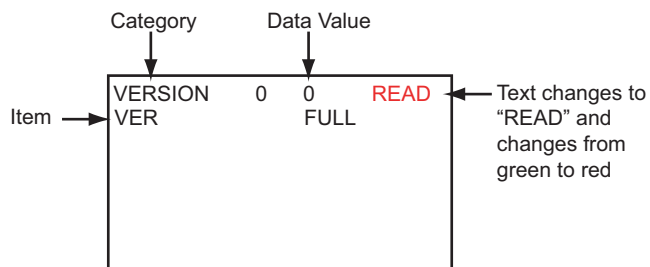 Category
Data Value
VERSION 0 0 READ
VER FULL
Item
Text changes to
“READ” and
changes from
green to red